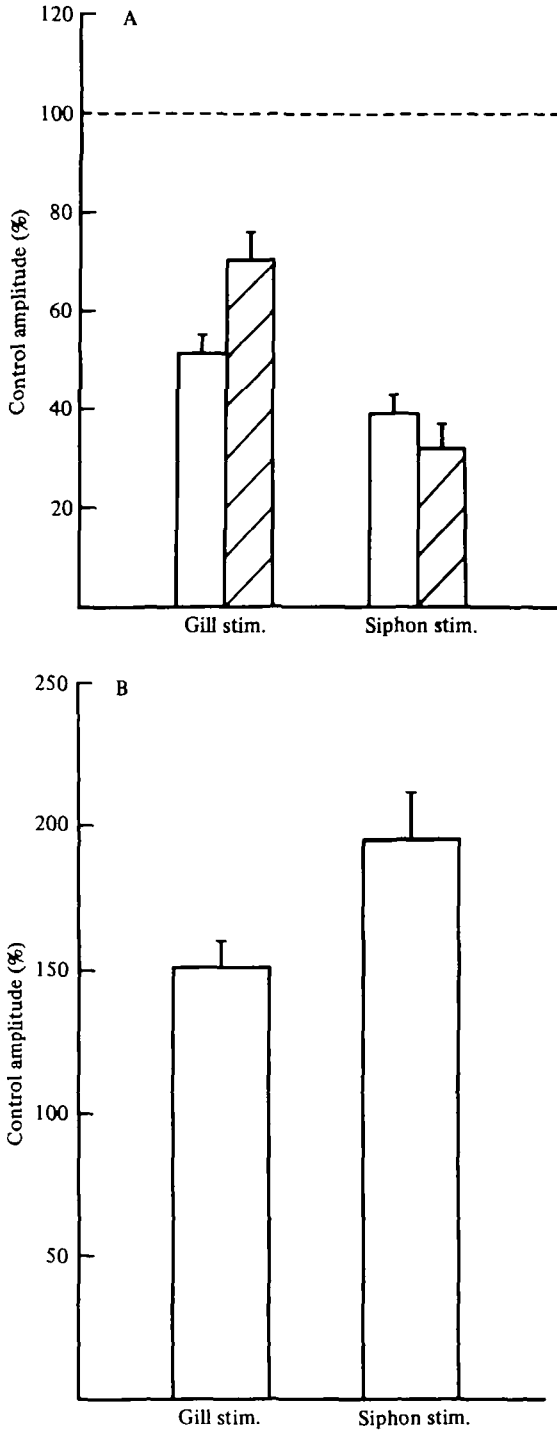 A
120
100
80
60
40
20
Control amplitude (%)
Gill stim.
Siphon stim.
B
250
200
150
100
50
Control amplitude (%)
Gill stim.
Siphon stim.